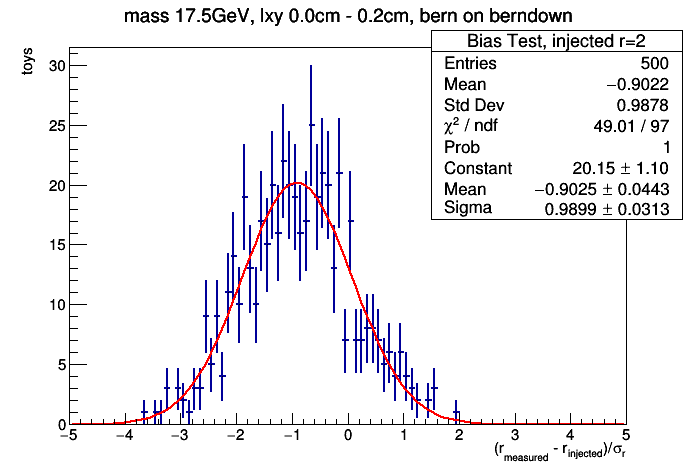 mass 17.5GeV, lxy 0.0cm - 0.2cm, bern on berndown
toys
Bias Test, injected r=2
Entries 500
Mean −0.9022
Std Dev 0.9878
χ² / ndf 49.01 / 97
Prob 1
Constant 20.15 ± 1.10
Mean −0.9025 ± 0.0443
Sigma 0.9899 ± 0.0313
30
25
20
15
10
5
0
−5 −4 −3 −2 −1 0 1 2 3 4 5
(r_measured - r_injected)/σ_r